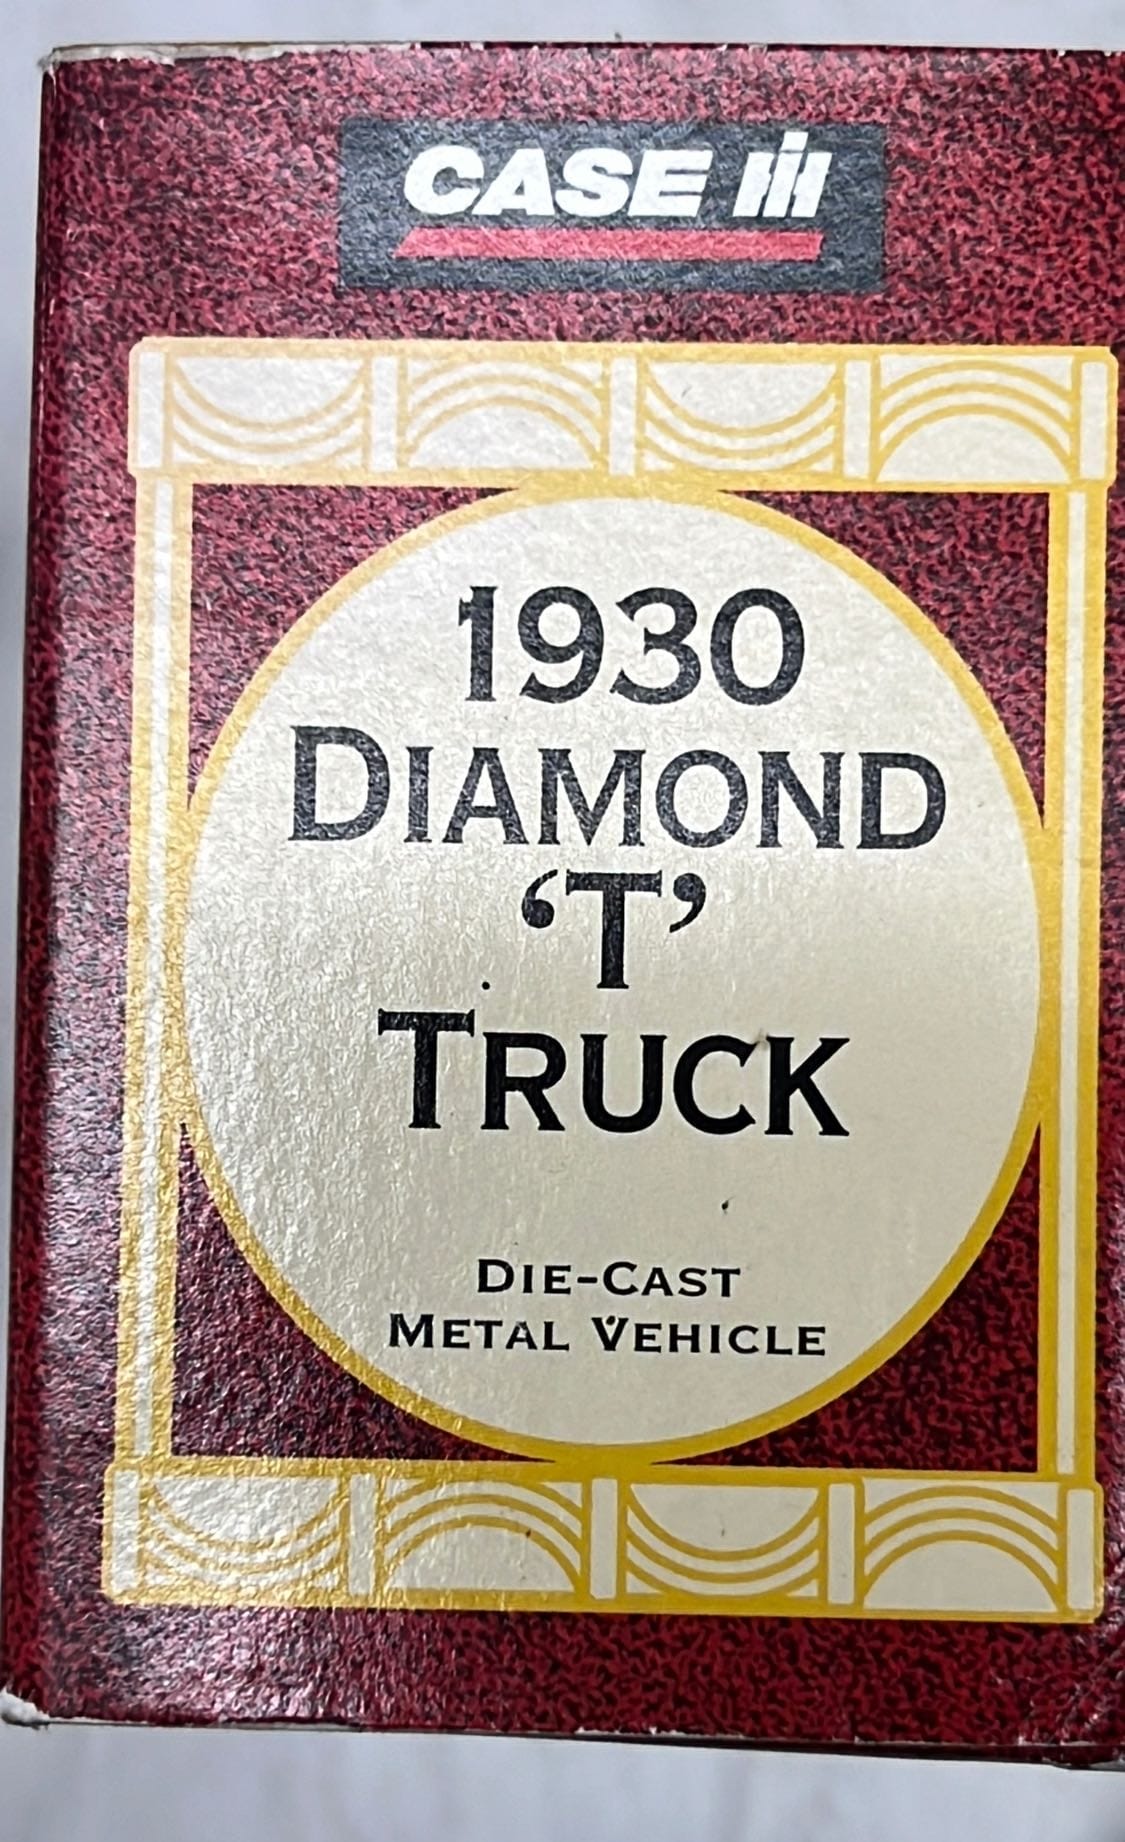 CASE IH
1930
DIAMOND
‘T’
TRUCK
DIE-CAST
METAL VEHICLE